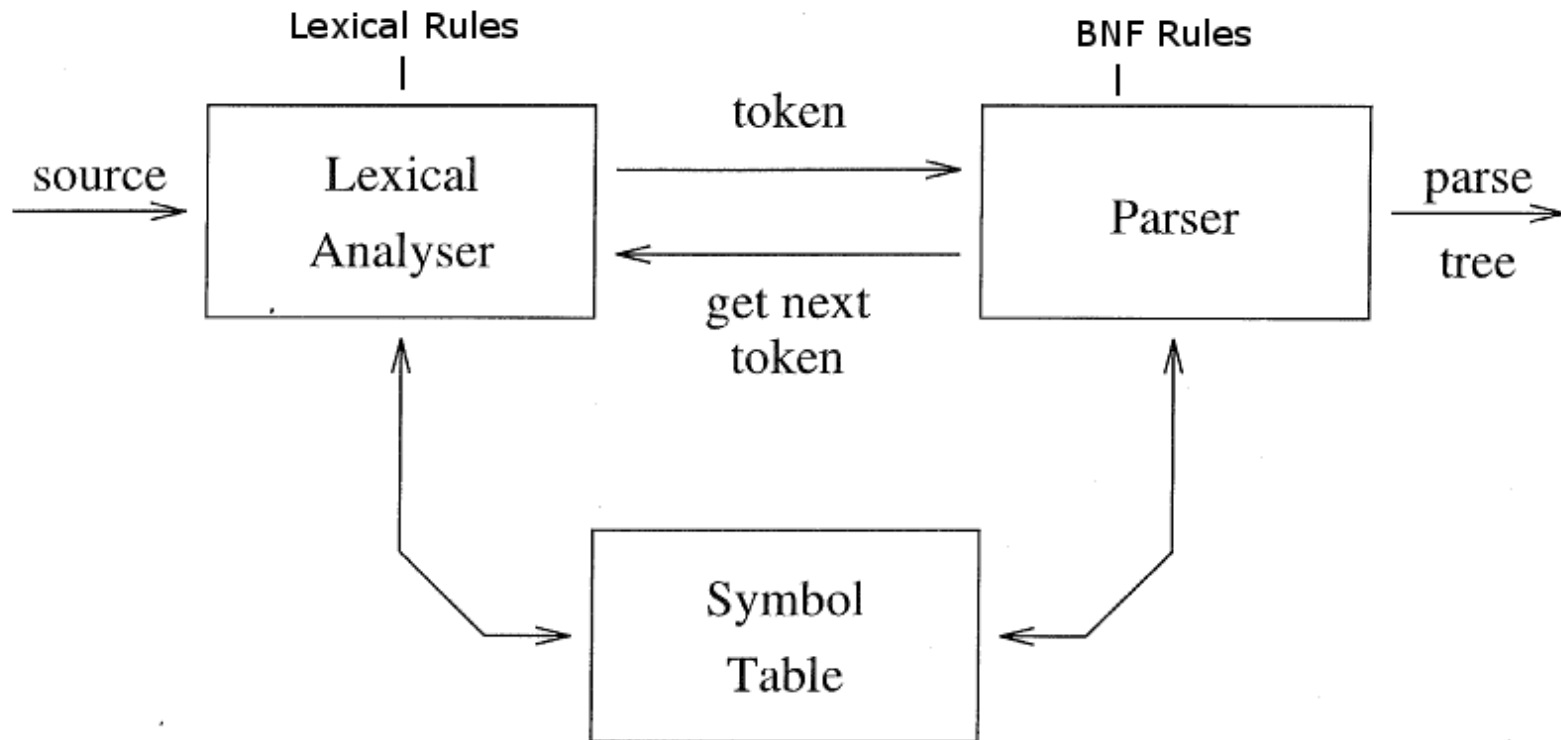 Lexical Rules
BNF Rules
source
Lexical
Analyser
token
get next
token
Parser
parse
tree
Symbol
Table